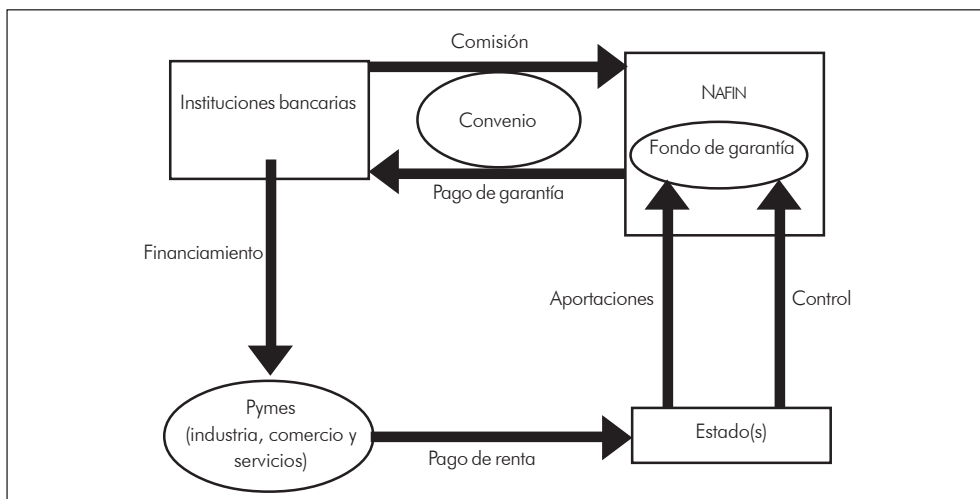 Comisión
Instituciones bancarias
NAFIN
Convenio
Fondo de garantía
Pago de garantía
Financiamiento
Aportaciones
Control
Pymes
(industria, comercio y
servicios)
Estado(s)
Pago de renta